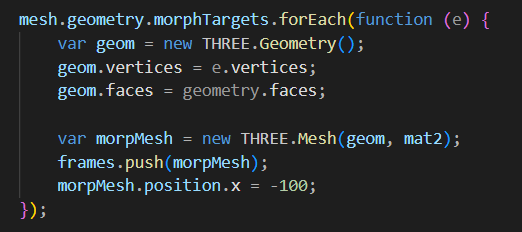 mesh.geometry.morphTargets.forEach(function (e) {
    var geom = new THREE.Geometry();
    geom.vertices = e.vertices;
    geom.faces = geometry.faces;

    var morpMesh = new THREE.Mesh(geom, mat2);
    frames.push(morpMesh);
    morpMesh.position.x = -100;
});